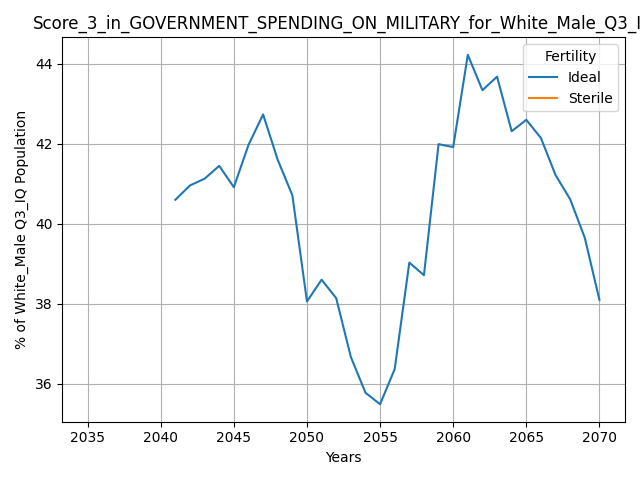 Score_3_in_GOVERNMENT_SPENDING_ON_MILITARY_for_White_Male_Q3_I
Fertility
Ideal
Sterile
% of White_Male Q3_IQ Population
44
42
40
38
36
2035 2040 2045 2050 2055 2060 2065 2070
Years